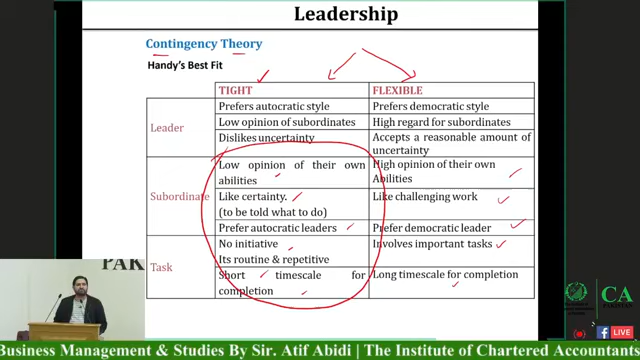 Leadership
Contingency Theory
Handy's Best Fit
TIGHT
FLEXIBLE
Leader
Prefers autocratic style
Prefers democratic style
Low opinion of subordinates
High regard for subordinates
Dislikes uncertainty
Accepts a reasonable amount of
uncertainty
Subordinate
Low opinion of their own
abilities
High opinion of their own
Abilities
Like certainty.
(to be told what to do)
Like challenging work
Prefer autocratic leaders
Prefer democratic leader
Task
No initiative
Its routine & repetitive
Involves important tasks
Short timescale for
completion
Long timescale for completion
PAK
CA
PAKISTAN
LIVE
Business Management & Studies By Sir. Atif Abidi | The Institute of Chartered Accountants